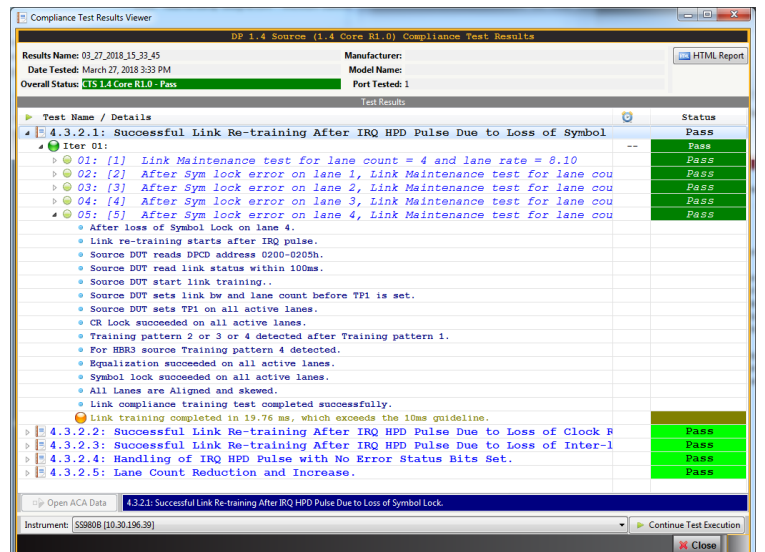 Compliance Test Results Viewer
DP 1.4 Source (1.4 Core R1.0) Compliance Test Results
Results Name: 03_27_2018_15_33_45
Manufacturer:
HTML Report
Date Tested: March 27, 2018 3:33 PM
Model Name:
Overall Status: CTS 1.4 Core R1.0 - Pass
Port Tested: 1
Test Results
Test Name / Details
Status
4.3.2.1: Successful Link Re-training After IRQ HPD Pulse Due to Loss of Symbol
Pass
Iter 01:
--
Pass
01: [1] Link Maintenance test for lane count = 4 and lane rate = 8.10
Pass
02: [2] After Sym lock error on lane 1, Link Maintenance test for lane cou
Pass
03: [3] After Sym lock error on lane 2, Link Maintenance test for lane cou
Pass
04: [4] After Sym lock error on lane 3, Link Maintenance test for lane cou
Pass
05: [5] After Sym lock error on lane 4, Link Maintenance test for lane cou
Pass
After loss of Symbol Lock on lane 4.
Link re-training starts after IRQ pulse.
Source DUT reads DPCD address 0200-0205h.
Source DUT read link status within 100ms.
Source DUT start link training..
Source DUT sets link bw and lane count before TP1 is set.
Source DUT sets TP1 on all active lanes.
CR Lock succeeded on all active lanes.
Training pattern 2 or 3 or 4 detected after Training pattern 1.
For HBR3 source Training pattern 4 detected.
Equalization succeeded on all active lanes.
Symbol lock succeeded on all active lanes.
All Lanes are Aligned and skewed.
Link compliance training test completed successfully.
Link training completed in 19.76 ms, which exceeds the 10ms guideline.
4.3.2.2: Successful Link Re-training After IRQ HPD Pulse Due to Loss of Clock R
Pass
4.3.2.3: Successful Link Re-training After IRQ HPD Pulse Due to Loss of Inter-l
Pass
4.3.2.4: Handling of IRQ HPD Pulse with No Error Status Bits Set.
Pass
4.3.2.5: Lane Count Reduction and Increase.
Pass
Open ACA Data
4.3.2.1: Successful Link Re-training After IRQ HPD Pulse Due to Loss of Symbol Lock.
Instrument: SS980B [10.30.196.39]
Continue Test Execution
Close